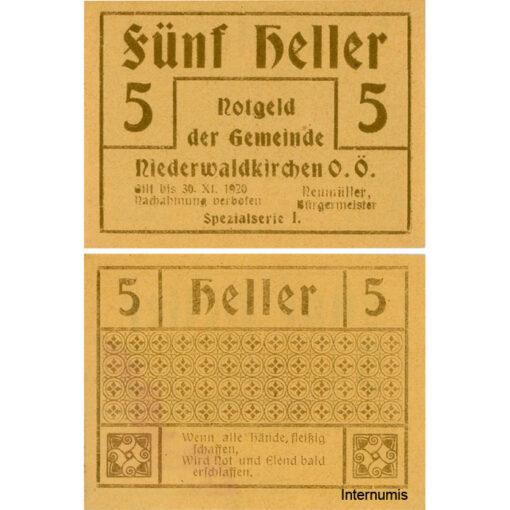 Fünf Heller
5 5
Notgeld
der Gemeinde
Niederwaldkirchen O.Ö.
Gilt bis 30. XI. 1920
Nachahmung verboten
Neumüller,
Bürgermeister
Spezialserie I.
5 Heller 5
Wenn alle Hände, fleißig
schaffen,
Wird Not und Elend bald
erschlaffen.
Internumis